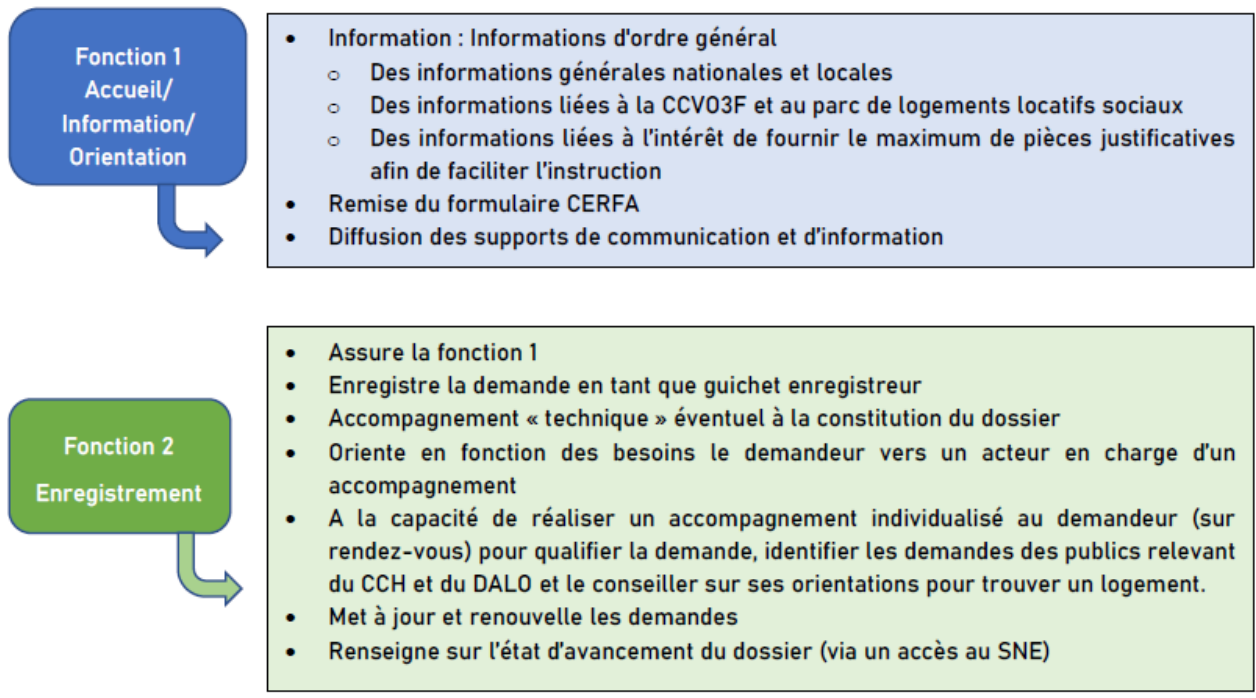 Fonction 1
Accueil/
Information/
Orientation
• Information : Informations d'ordre général
o Des informations générales nationales et locales
o Des informations liées à la CCVO3F et au parc de logements locatifs sociaux
o Des informations liées à l'intérêt de fournir le maximum de pièces justificatives
afin de faciliter l'instruction
• Remise du formulaire CERFA
• Diffusion des supports de communication et d'information
Fonction 2
Enregistrement
• Assure la fonction 1
• Enregistre la demande en tant que guichet enregistreur
• Accompagnement « technique » éventuel à la constitution du dossier
• Oriente en fonction des besoins le demandeur vers un acteur en charge d'un
accompagnement
• A la capacité de réaliser un accompagnement individualisé au demandeur (sur
rendez-vous) pour qualifier la demande, identifier les demandes des publics relevant
du CCH et du DALO et le conseiller sur ses orientations pour trouver un logement.
• Met à jour et renouvelle les demandes
• Renseigne sur l'état d'avancement du dossier (via un accès au SNE)